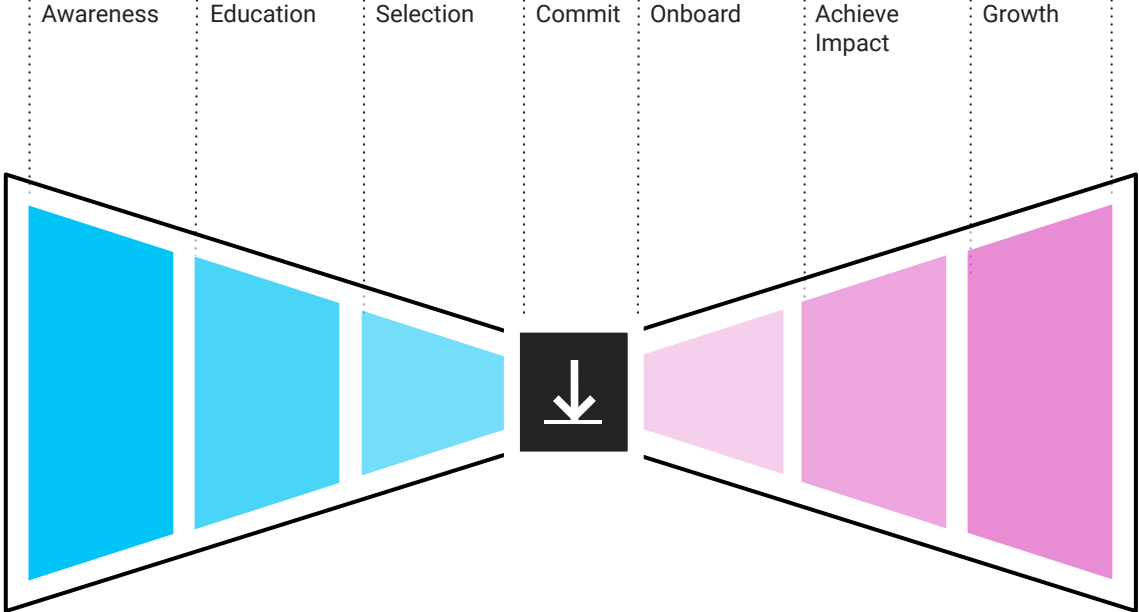 Awareness
Education
Selection
Commit
Onboard
Achieve
Impact
Growth